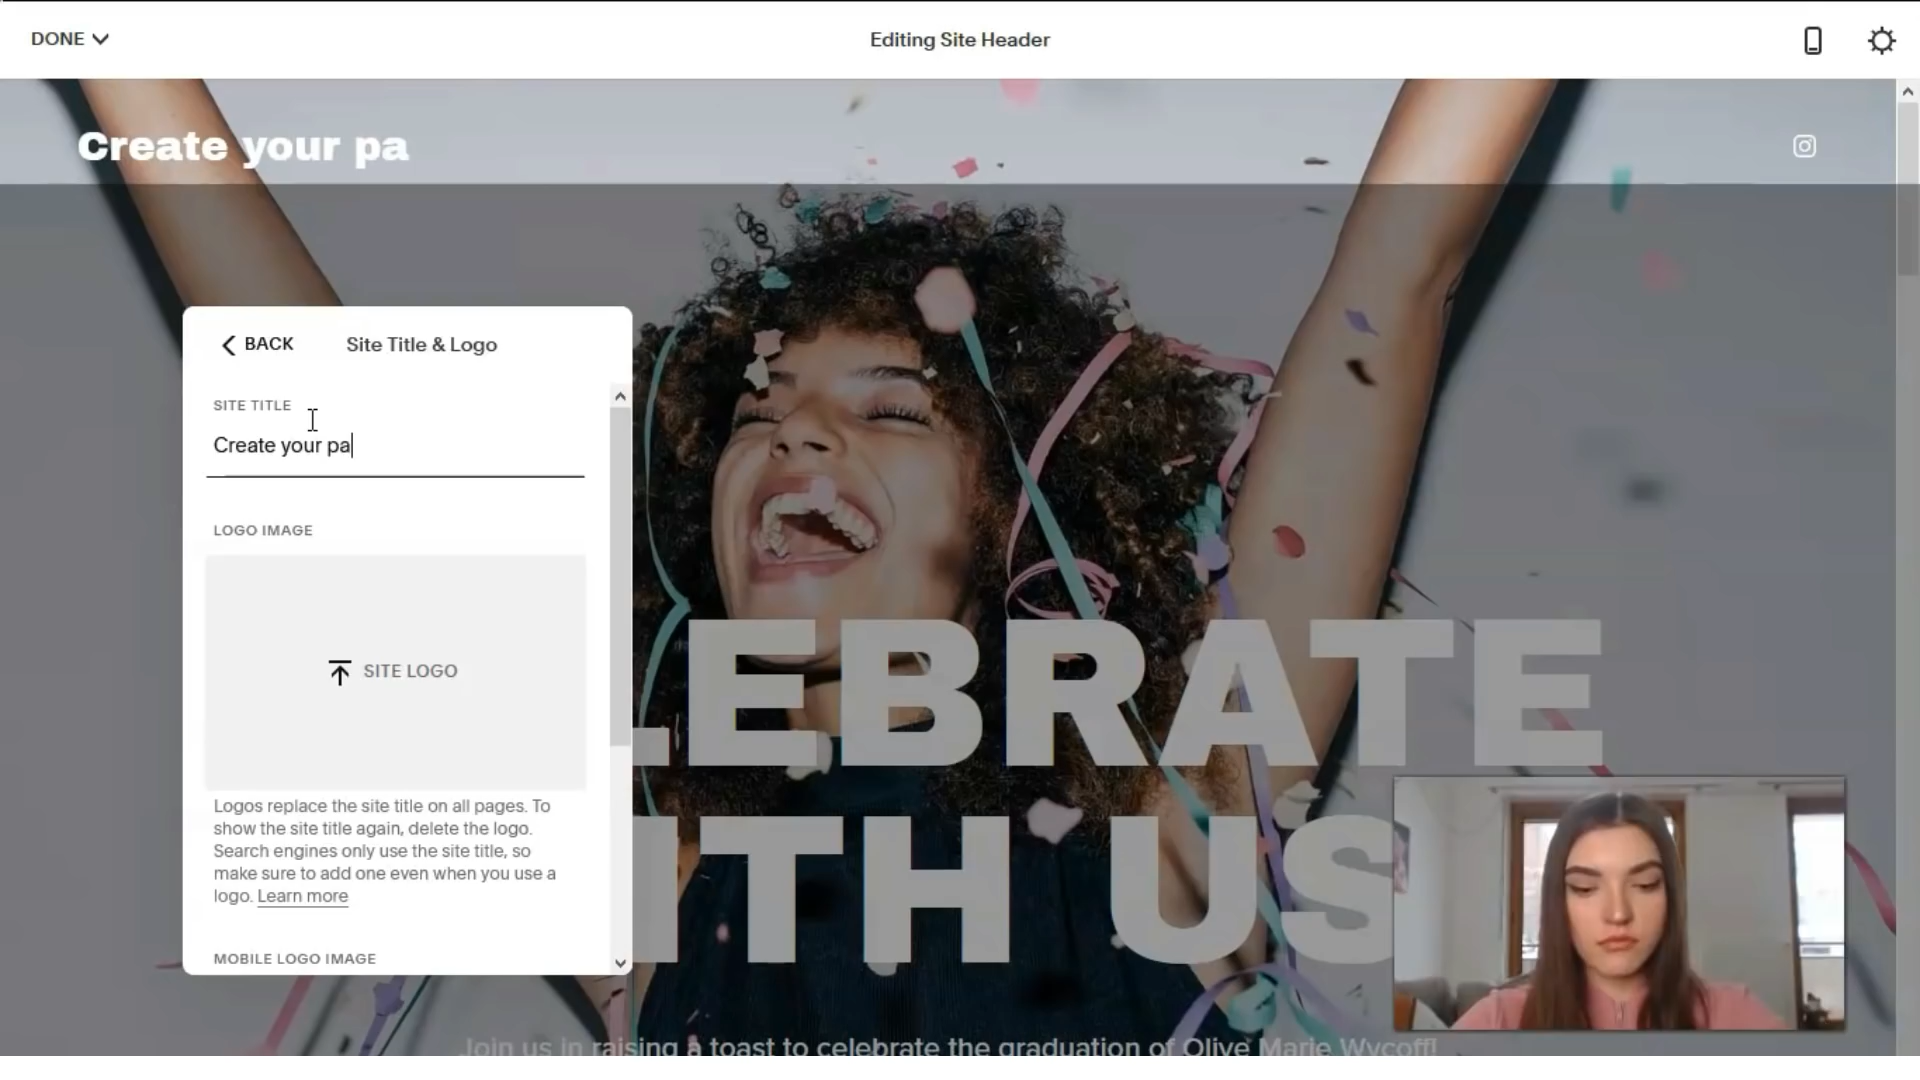 DONE
Editing Site Header
Create your pa
BACK
Site Title & Logo
SITE TITLE
Create your pa
LOGO IMAGE
SITE LOGO
Logos replace the site title on all pages. To
show the site title again, delete the logo.
Search engines only use the site title, so
make sure to add one even when you use a
logo. Learn more
MOBILE LOGO IMAGE
LEBRATE
ITH US
Join us in raising a toast to celebrate the graduation of Olive Marie Wycoff!